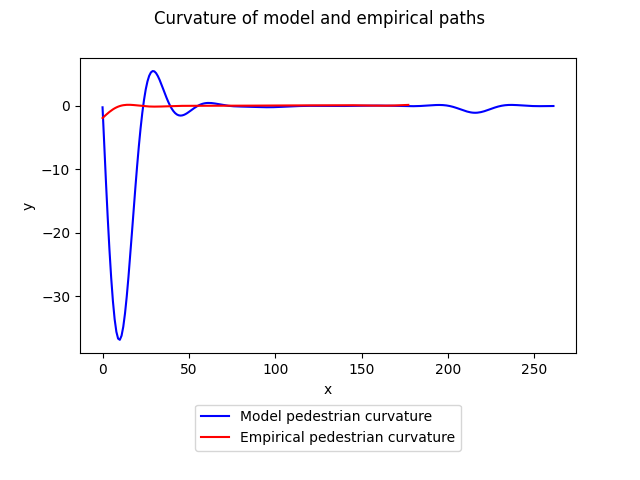 Curvature of model and empirical paths
0
−10
−20
−30
y
0 50 100 150 200 250
x
Model pedestrian curvature
Empirical pedestrian curvature